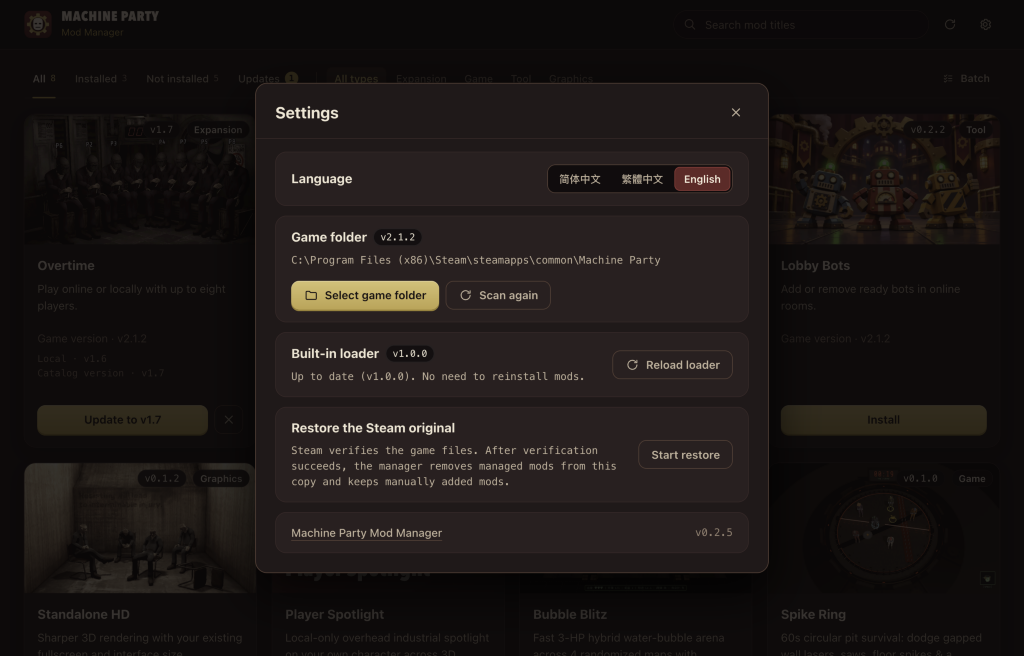 MACHINE PARTY
Mod Manager
Search mod titles
All 8
Installed 3
Not installed 5
Updates 1
All types
Expansion
Game
Tool
Graphics
Batch
Settings
Language
简体中文
繁體中文
English
Game folder v2.1.2
C:\Program Files (x86)\Steam\steamapps\common\Machine Party
Select game folder
Scan again
Built-in loader v1.0.0
Up to date (v1.0.0). No need to reinstall mods.
Reload loader
Restore the Steam original
Steam verifies the game files. After verification
succeeds, the manager removes managed mods from this
copy and keeps manually added mods.
Start restore
Machine Party Mod Manager
v0.2.5
v1.7
Expansion
Overtime
Play online or locally with up to eight
players.
Game version · v2.1.2
Local · v1.6
Catalog version · v1.7
Update to v1.7
v0.2.2
Tool
Lobby Bots
Add or remove ready bots in online
rooms.
Game version · v2.1.2
Install
v0.1.2
Graphics
Standalone HD
Sharper 3D rendering with your existing
fullscreen and interface size.
Player Spotlight
Player Spotlight
Local-only overhead industrial spotlight
on your own character across 3D
Bubble Blitz
Fast 3-HP hybrid water-bubble arena
across 4 randomized maps with
v0.1.0
Game
Spike Ring
60s circular pit survival: dodge gapped
wall lasers, saws, floor spikes & a